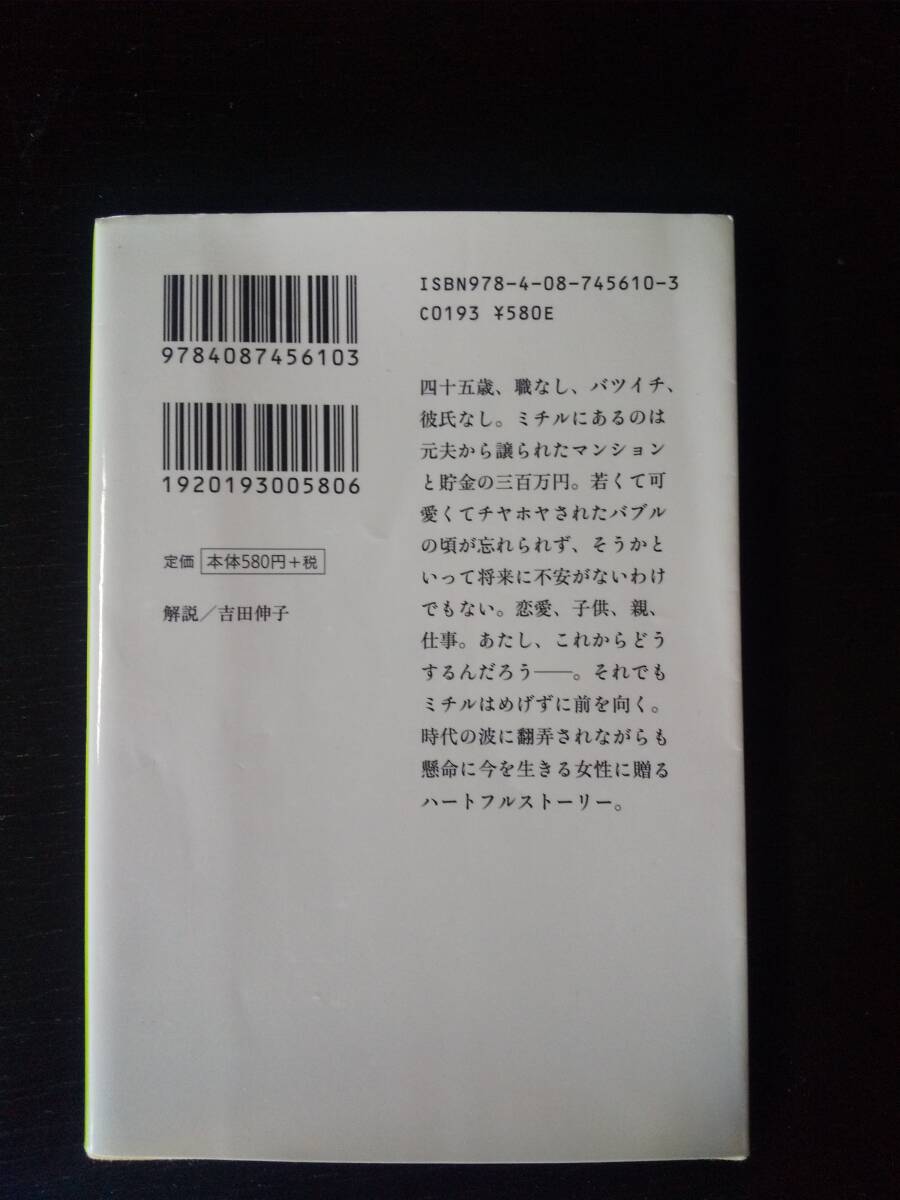 9784087456103
1920193005806
定価 本体580円+税
解説/吉田伸子
ISBN978-4-08-745610-3
C0193 ¥580E
四十五歳、職なし、バツイチ、
彼氏なし。ミチルにあるのは
元夫から譲られたマンション
と貯金の三百万円。若くて可
愛くてチヤホヤされたバブル
の頃が忘れられず、そうかと
いって将来に不安がないわけ
でもない。恋愛、子供、親、
仕事。あたし、これからどう
するんだろう――。それでも
ミチルはめげずに前を向く。
時代の波に翻弄されながらも
懸命に今を生きる女性に贈る
ハートフルストーリー。